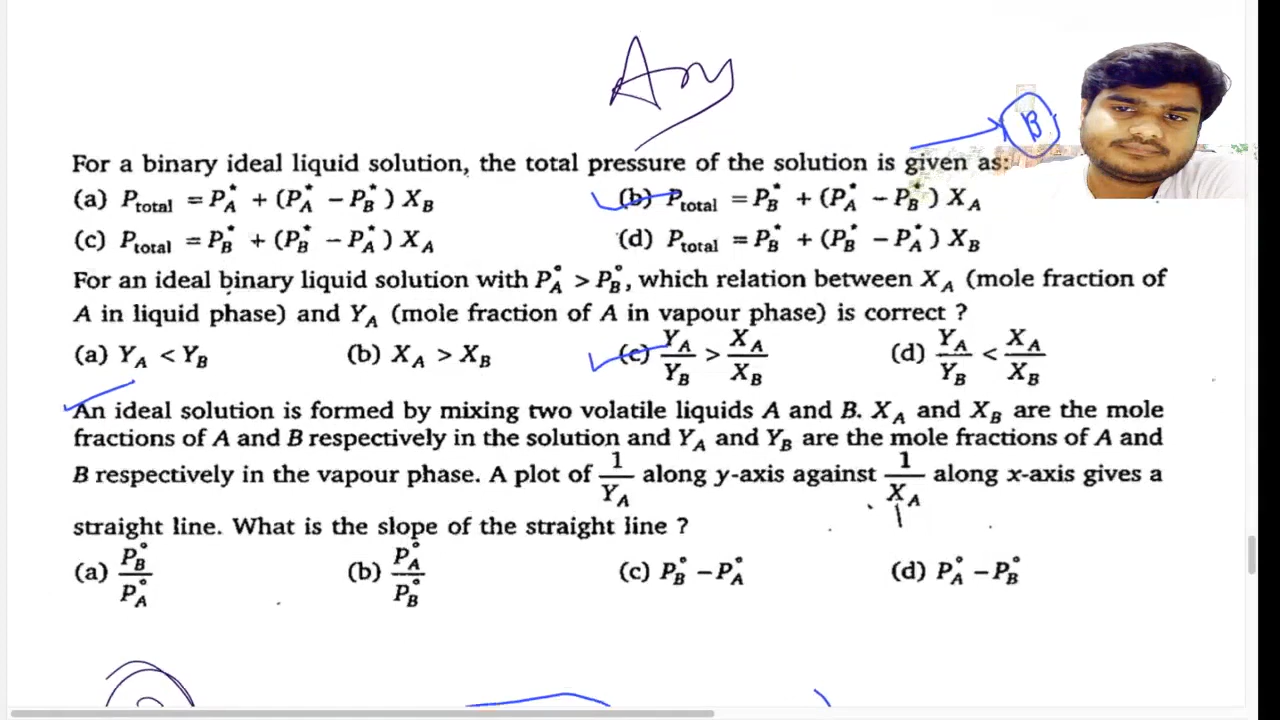 Ans
B
For a binary ideal liquid solution, the total pressure of the solution is given as:
(a) P_total = P_A^* + (P_A^* − P_B^*) X_B (b) P_total = P_B^* + (P_A^* − P_B^*) X_A
(c) P_total = P_B^* + (P_B^* − P_A^*) X_A (d) P_total = P_B^* + (P_B^* − P_A^*) X_B
For an ideal binary liquid solution with P_A^° > P_B^°, which relation between X_A (mole fraction of
A in liquid phase) and Y_A (mole fraction of A in vapour phase) is correct ?
(a) Y_A < Y_B (b) X_A > X_B (c) Y_A/Y_B > X_A/X_B (d) Y_A/Y_B < X_A/X_B
An ideal solution is formed by mixing two volatile liquids A and B. X_A and X_B are the mole
fractions of A and B respectively in the solution and Y_A and Y_B are the mole fractions of A and
B respectively in the vapour phase. A plot of 1/Y_A along y-axis against 1/X_A along x-axis gives a
straight line. What is the slope of the straight line ?
(a) P_B^°/P_A^° (b) P_A^°/P_B^° (c) P_B^° − P_A^° (d) P_A^° − P_B^°